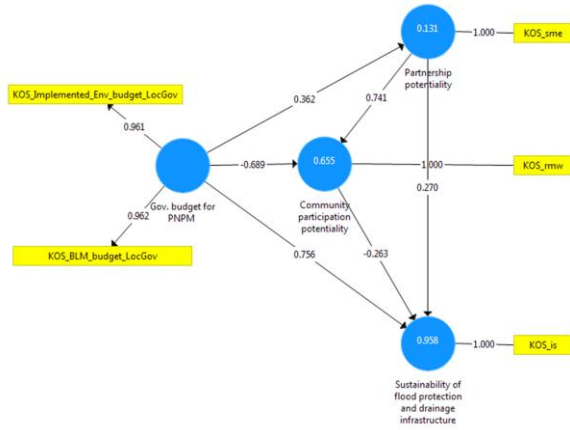 0.131
1.000
KOS_sme
Partnership
potentiality
KOS_Implemented_Env_budget_LocGov
0.362
0.741
0.961
0.655
-0.689
1.000
KOS_rmw
Gov. budget for
PNPM
0.270
Community
participation
potentiality
0.962
KOS_BLM_budget_LocGov
0.756
-0.263
0.958
1.000
KOS_is
Sustainability of
flood protection
and drainage
infrastructure